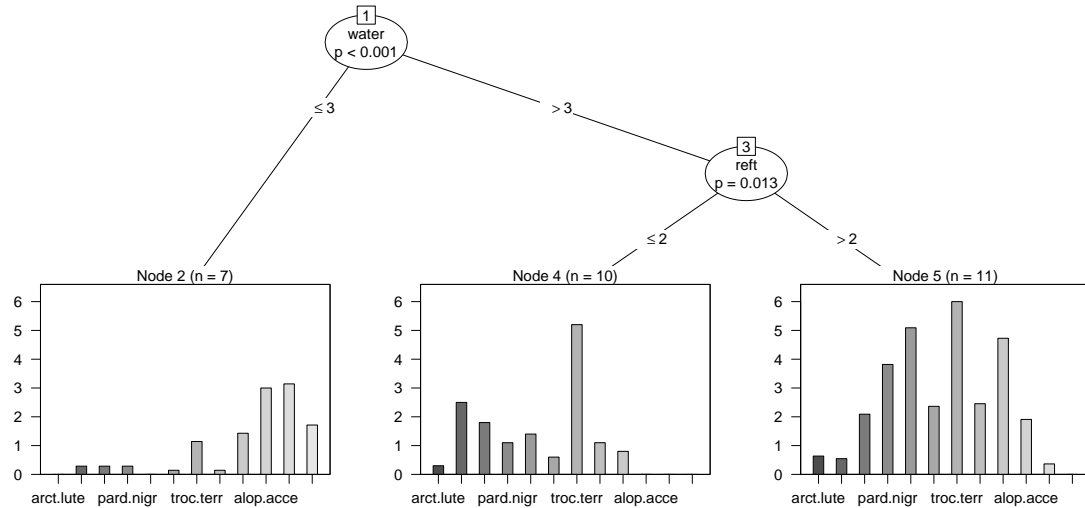 1
water
p < 0.001
≤ 3
> 3
3
reft
p = 0.013
≤ 2
> 2
Node 2 (n = 7)
6
5
4
3
2
1
0
arct.lute pard.nigr troc.terr alop.acce
Node 4 (n = 10)
6
5
4
3
2
1
0
arct.lute pard.nigr troc.terr alop.acce
Node 5 (n = 11)
6
5
4
3
2
1
0
arct.lute pard.nigr troc.terr alop.acce